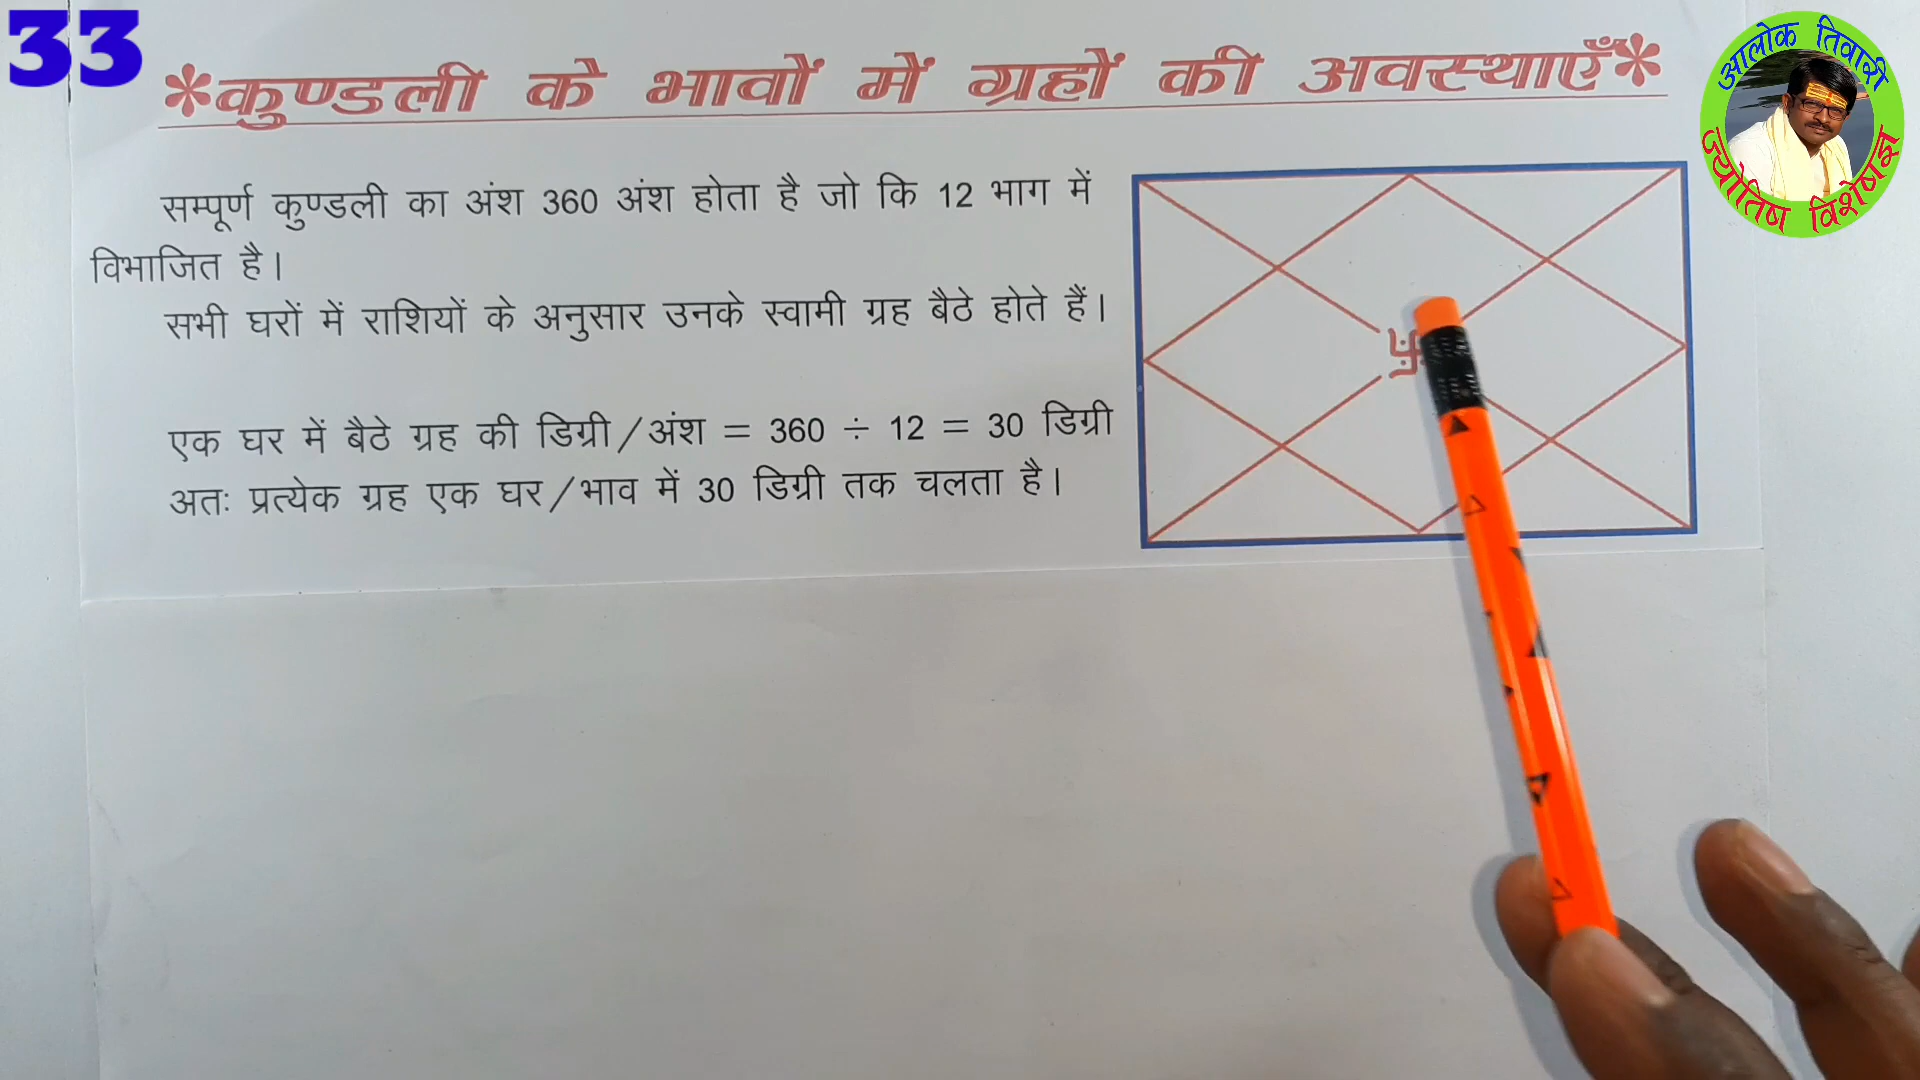 33
*कुण्डली के भावों में ग्रहों की अवस्थाएँ*
आलोक तिवारी
ज्योतिष विशेषज्ञ
सम्पूर्ण कुण्डली का अंश 360 अंश होता है जो कि 12 भाग में
विभाजित है।
सभी घरों में राशियों के अनुसार उनके स्वामी ग्रह बैठे होते हैं।
एक घर में बैठे ग्रह की डिग्री/अंश = 360 ÷ 12 = 30 डिग्री
अतः प्रत्येक ग्रह एक घर/भाव में 30 डिग्री तक चलता है।